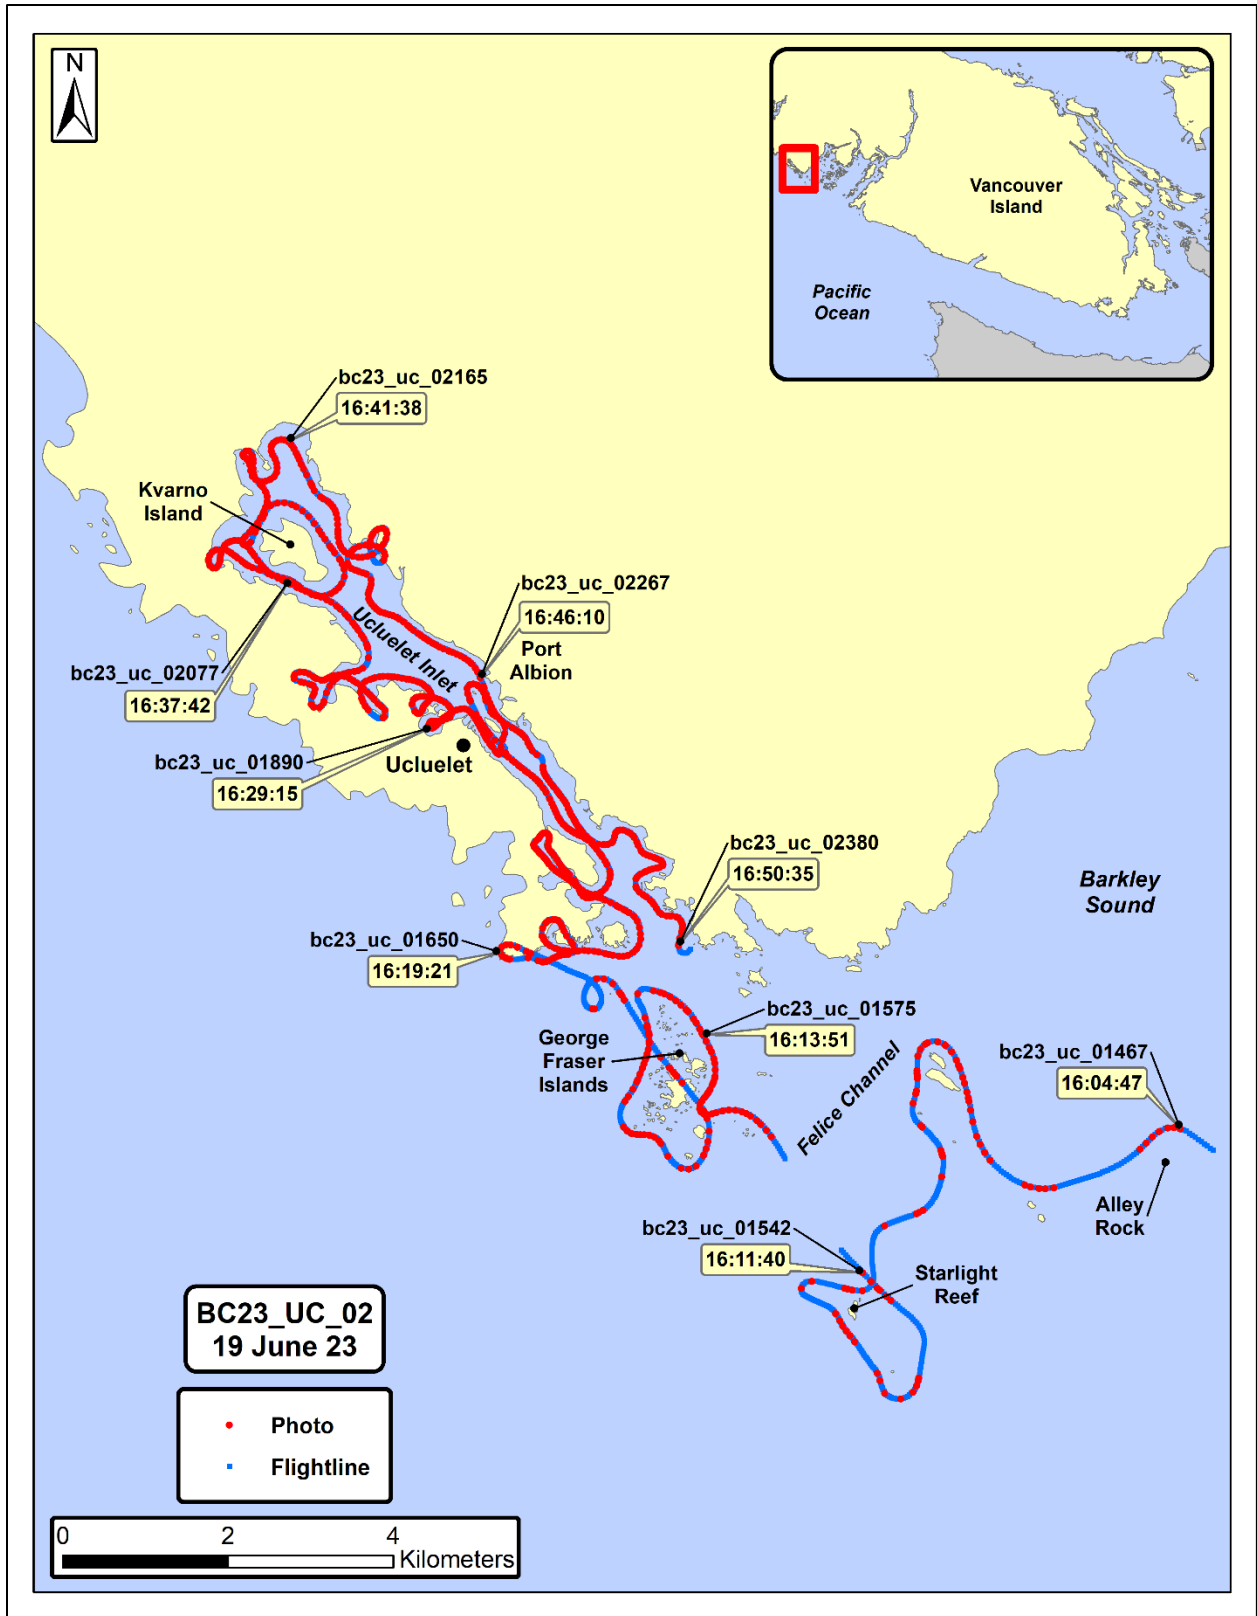 N
Vancouver
Island
Pacific
Ocean
bc23_uc_02165
16:41:38
Kvarno
Island
bc23_uc_02267
16:46:10
Port
Albion
Ucluelet Inlet
bc23_uc_02077
16:37:42
bc23_uc_01890
16:29:15
Ucluelet
bc23_uc_02380
16:50:35
Barkley
Sound
bc23_uc_01650
16:19:21
bc23_uc_01575
16:13:51
George
Fraser
Islands
Felice Channel
bc23_uc_01467
16:04:47
Alley
Rock
bc23_uc_01542
16:11:40
Starlight
Reef
BC23_UC_02
19 June 23
Photo
Flightline
0 2 4
Kilometers